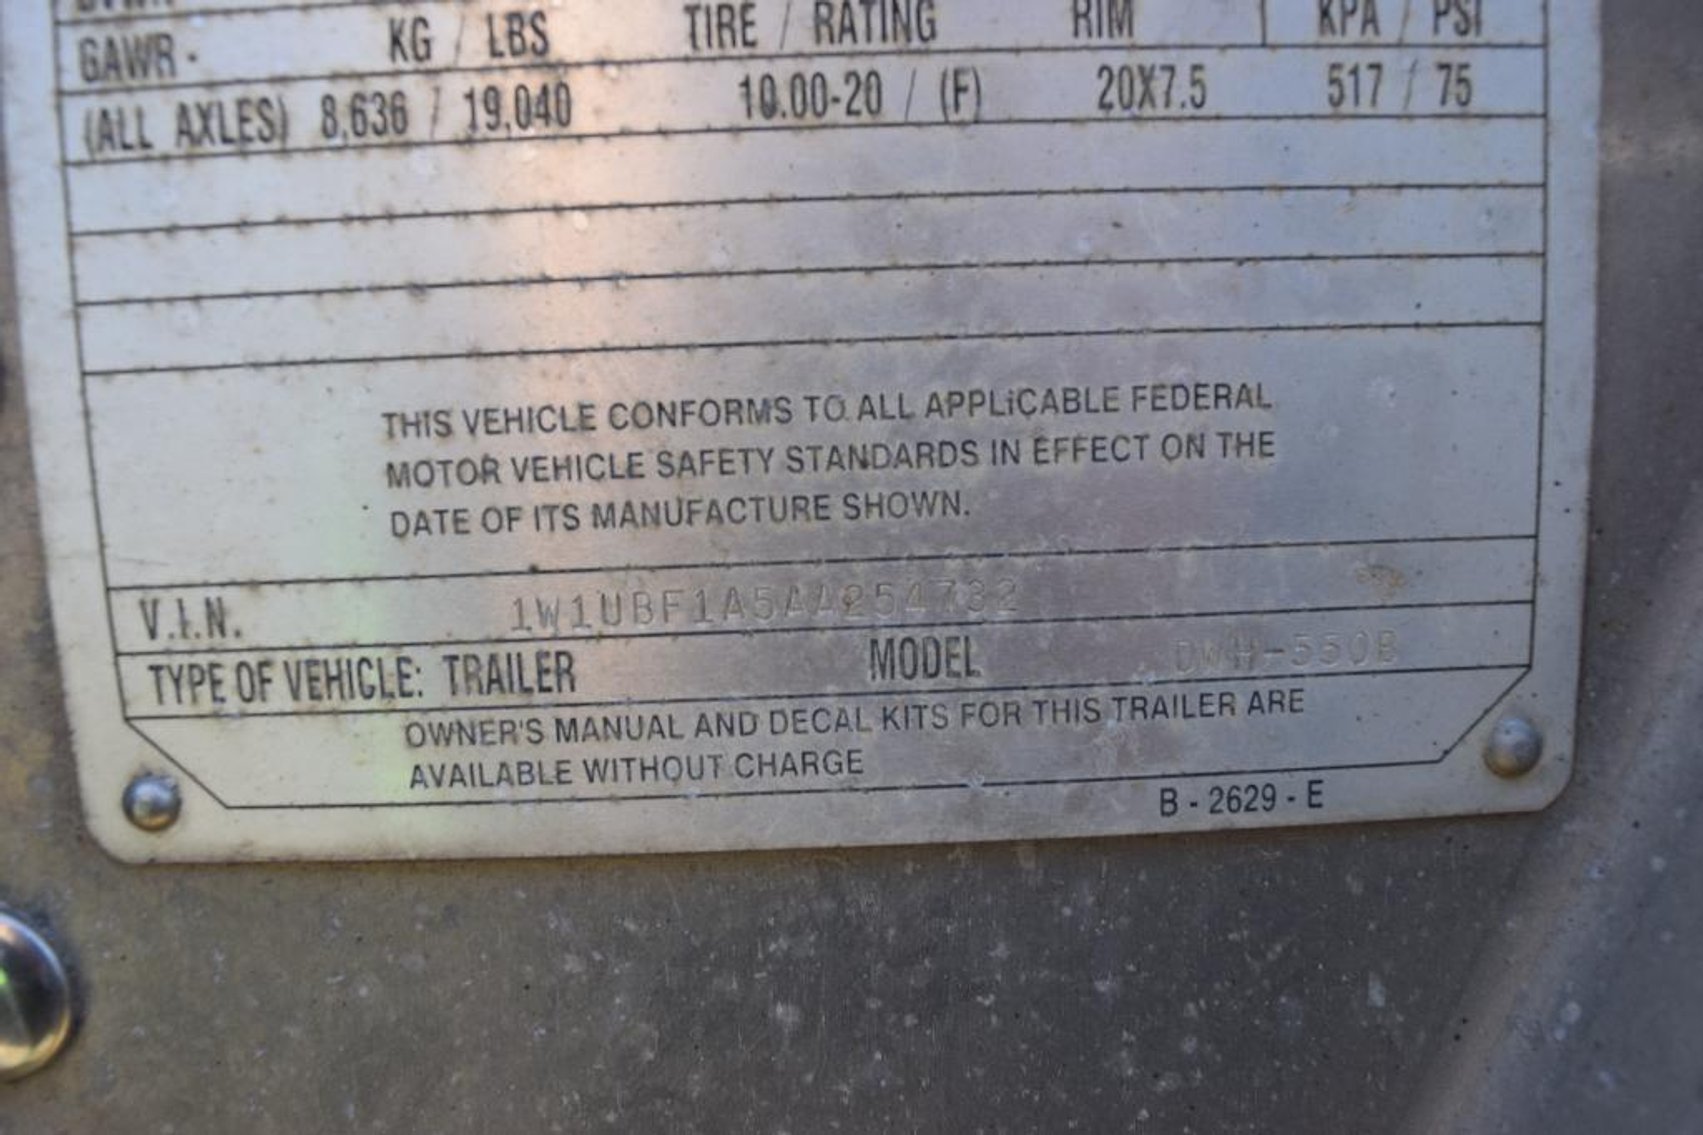 GAWR - KG / LBS TIRE / RATING RIM KPA / PSI
(ALL AXLES) 8,636 / 19,040 10.00-20 / (F) 20X7.5 517 / 75
THIS VEHICLE CONFORMS TO ALL APPLICABLE FEDERAL
MOTOR VEHICLE SAFETY STANDARDS IN EFFECT ON THE
DATE OF ITS MANUFACTURE SHOWN.
V.I.N. 1W1UBF1A5AA254732
TYPE OF VEHICLE: TRAILER MODEL DWH-550B
OWNER'S MANUAL AND DECAL KITS FOR THIS TRAILER ARE
AVAILABLE WITHOUT CHARGE
B - 2629 - E